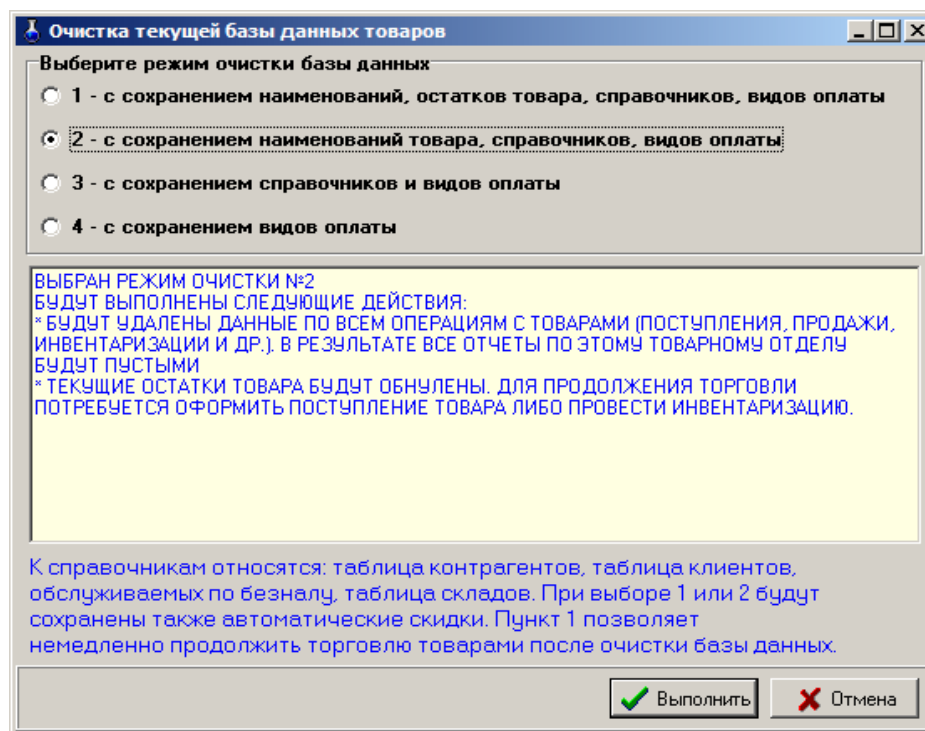 Очистка текущей базы данных товаров
Выберите режим очистки базы данных
1 - с сохранением наименований, остатков товара, справочников, видов оплаты
2 - с сохранением наименований товара, справочников, видов оплаты
3 - с сохранением справочников и видов оплаты
4 - с сохранением видов оплаты
ВЫБРАН РЕЖИМ ОЧИСТКИ №2
БУДУТ ВЫПОЛНЕНЫ СЛЕДУЮЩИЕ ДЕЙСТВИЯ:
* БУДУТ УДАЛЕНЫ ДАННЫЕ ПО ВСЕМ ОПЕРАЦИЯМ С ТОВАРАМИ (ПОСТУПЛЕНИЯ, ПРОДАЖИ,
ИНВЕНТАРИЗАЦИИ И ДР.). В РЕЗУЛЬТАТЕ ВСЕ ОТЧЕТЫ ПО ЭТОМУ ТОВАРНОМУ ОТДЕЛУ
БУДУТ ПУСТЫМИ
* ТЕКУЩИЕ ОСТАТКИ ТОВАРА БУДУТ ОБНУЛЕНЫ. ДЛЯ ПРОДОЛЖЕНИЯ ТОРГОВЛИ
ПОТРЕБУЕТСЯ ОФОРМИТЬ ПОСТУПЛЕНИЕ ТОВАРА ЛИБО ПРОВЕСТИ ИНВЕНТАРИЗАЦИЮ.
К справочникам относятся: таблица контрагентов, таблица клиентов,
обслуживаемых по безналу, таблица складов. При выборе 1 или 2 будут
сохранены также автоматические скидки. Пункт 1 позволяет
немедленно продолжить торговлю товарами после очистки базы данных.
Выполнить
Отмена